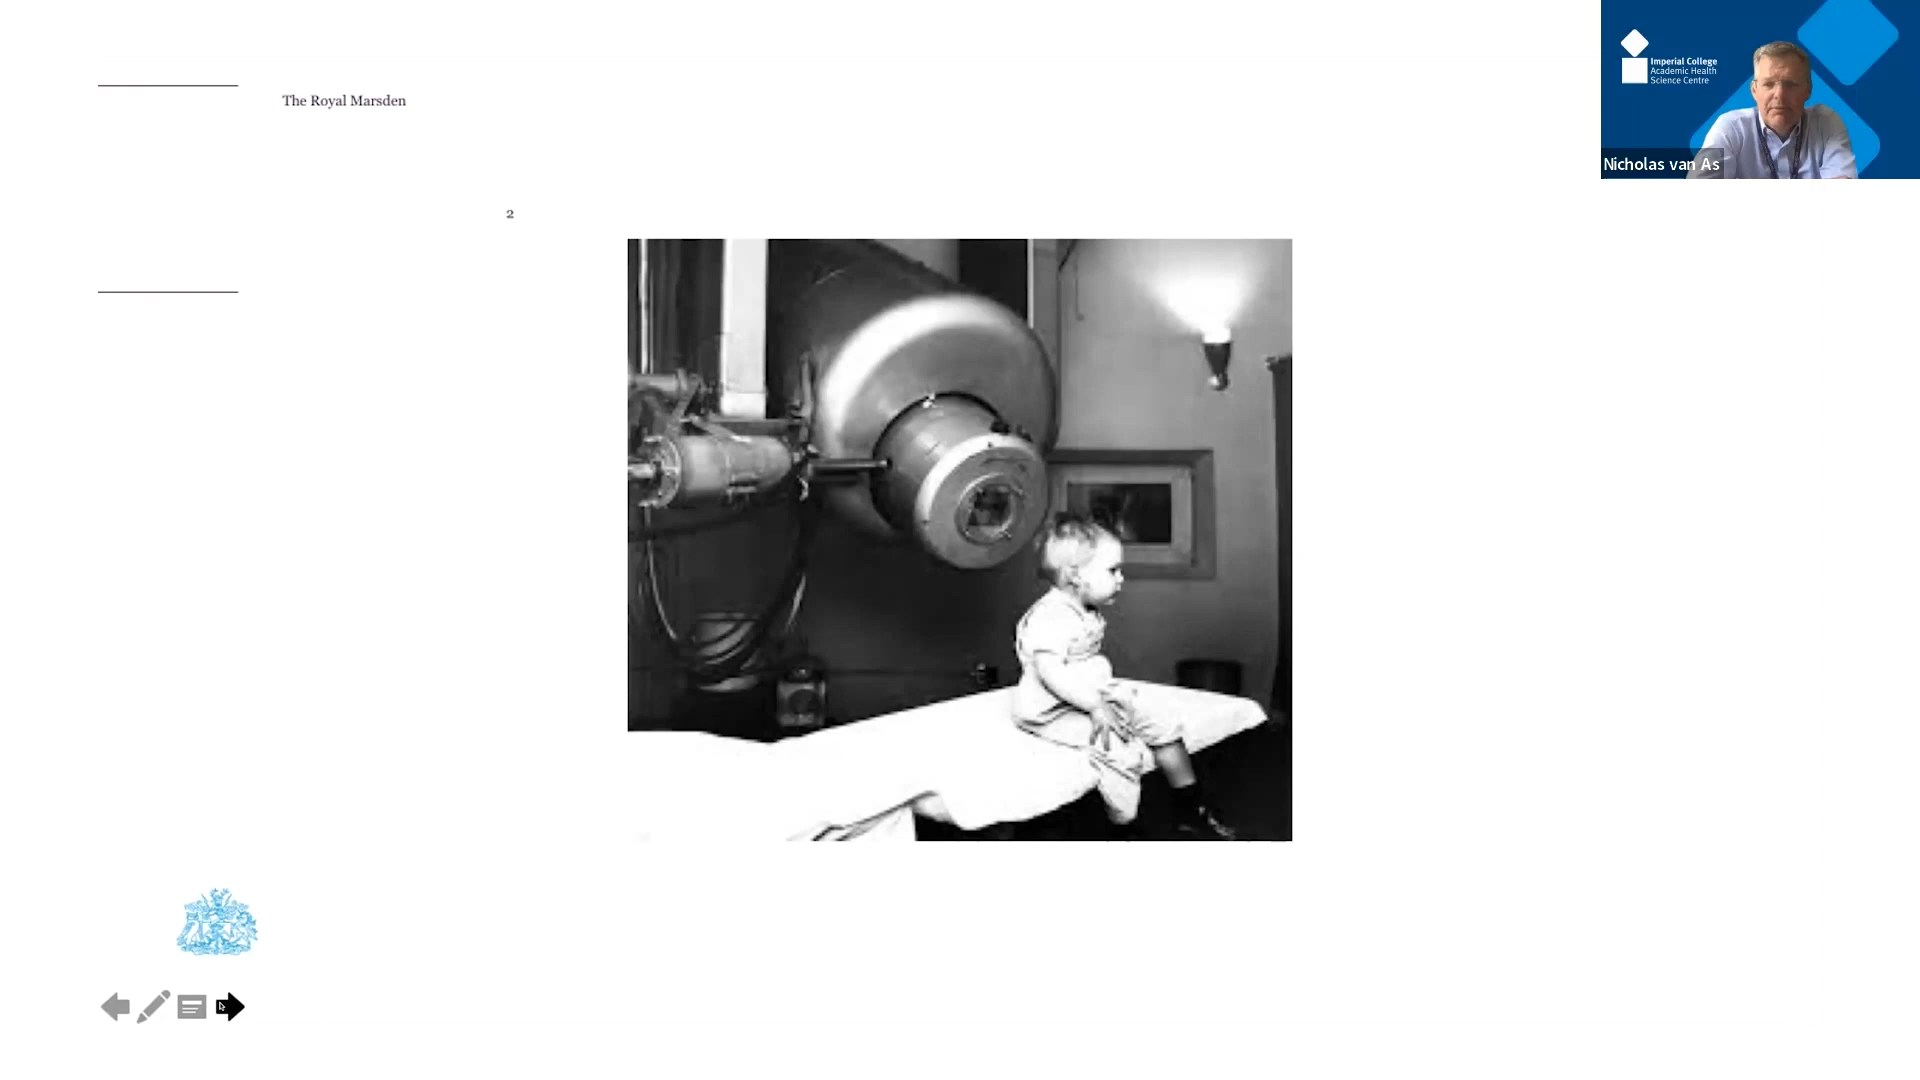 The Royal Marsden
2
Imperial College
Academic Health
Science Centre
Nicholas van As